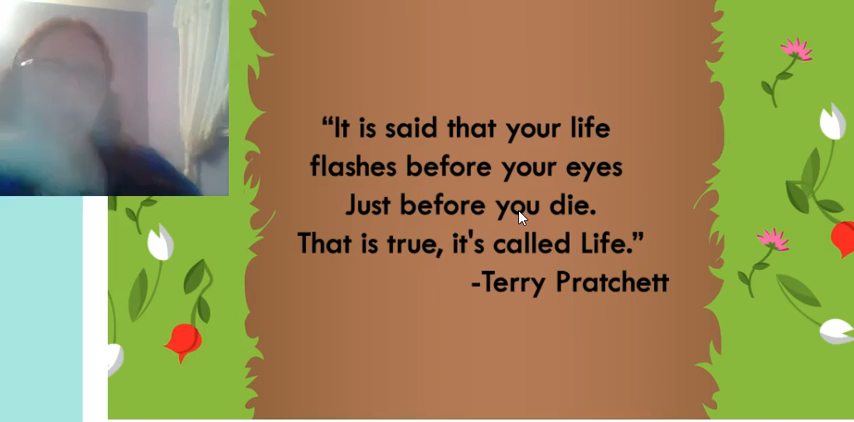 “It is said that your life
flashes before your eyes
Just before you die.
That is true, it's called Life.”
-Terry Pratchett